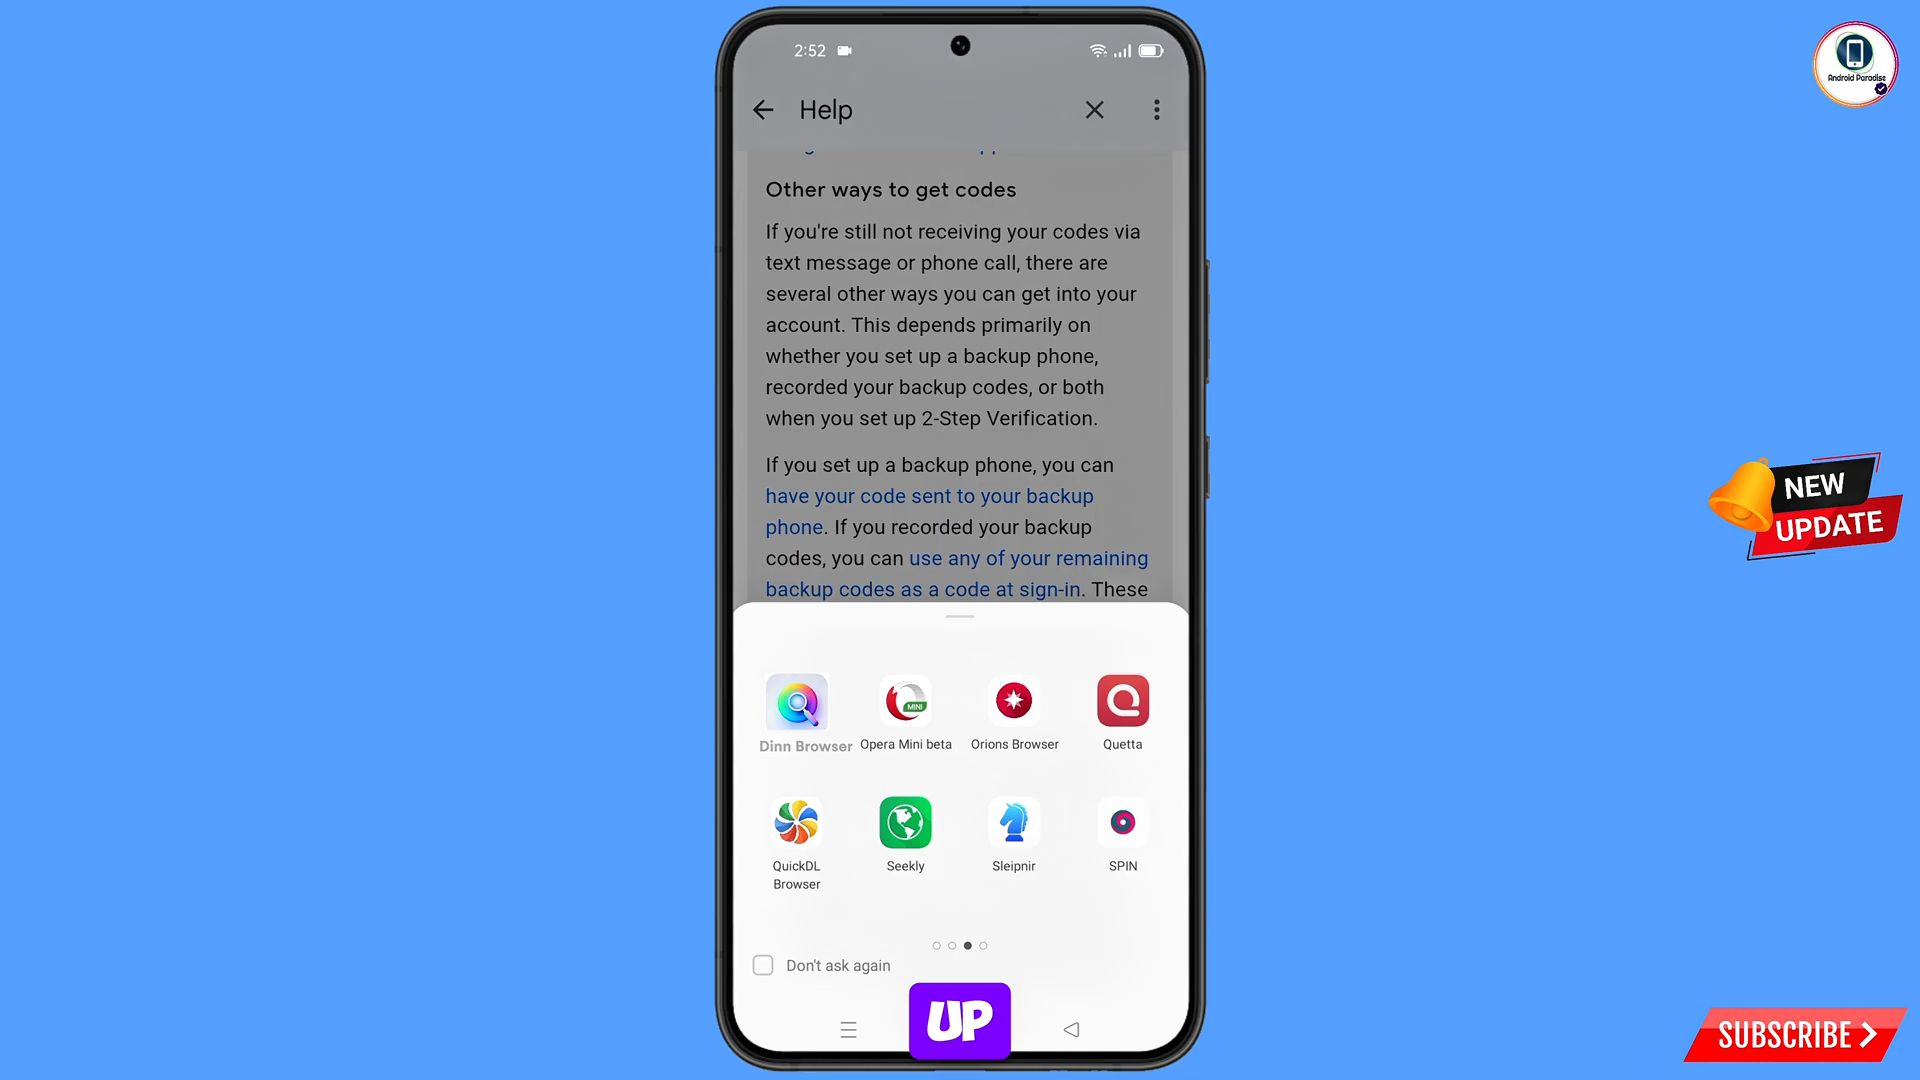 2:52
Android Paradise
Help
Other ways to get codes
If you're still not receiving your codes via
text message or phone call, there are
several other ways you can get into your
account. This depends primarily on
whether you set up a backup phone,
recorded your backup codes, or both
when you set up 2-Step Verification.
If you set up a backup phone, you can
have your code sent to your backup
phone. If you recorded your backup
codes, you can use any of your remaining
backup codes as a code at sign-in. These
NEW
UPDATE
MINI
Dinn Browser
Opera Mini beta
Orions Browser
Quetta
QuickDL
Browser
Seekly
Sleipnir
SPIN
Don't ask again
UP
SUBSCRIBE